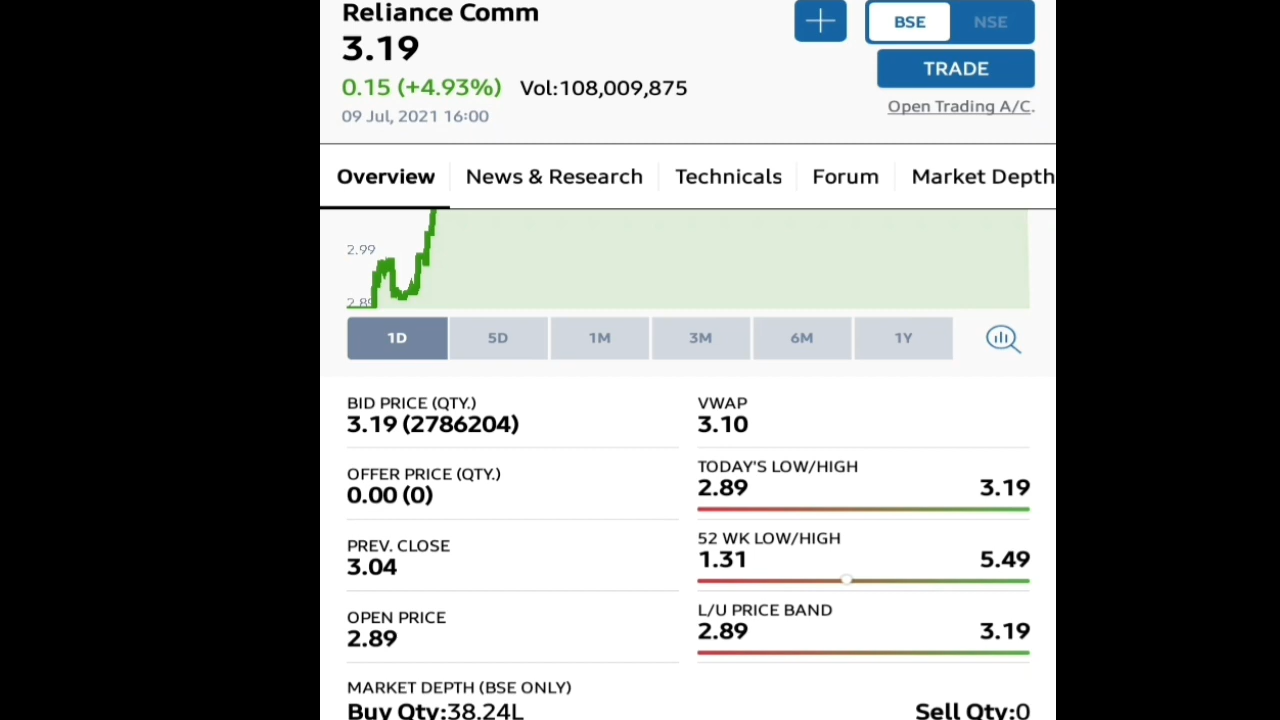 Reliance Comm
3.19
0.15 (+4.93%) Vol:108,009,875
09 Jul, 2021 16:00
BSE NSE
TRADE
Open Trading A/C.
Overview News & Research Technicals Forum Market Depth
2.99
2.89
1D 5D 1M 3M 6M 1Y
BID PRICE (QTY.)
3.19 (2786204)
VWAP
3.10
OFFER PRICE (QTY.)
0.00 (0)
TODAY'S LOW/HIGH
2.89 3.19
PREV. CLOSE
3.04
52 WK LOW/HIGH
1.31 5.49
OPEN PRICE
2.89
L/U PRICE BAND
2.89 3.19
MARKET DEPTH (BSE ONLY)
Buy Qty:38.24L Sell Qty:0